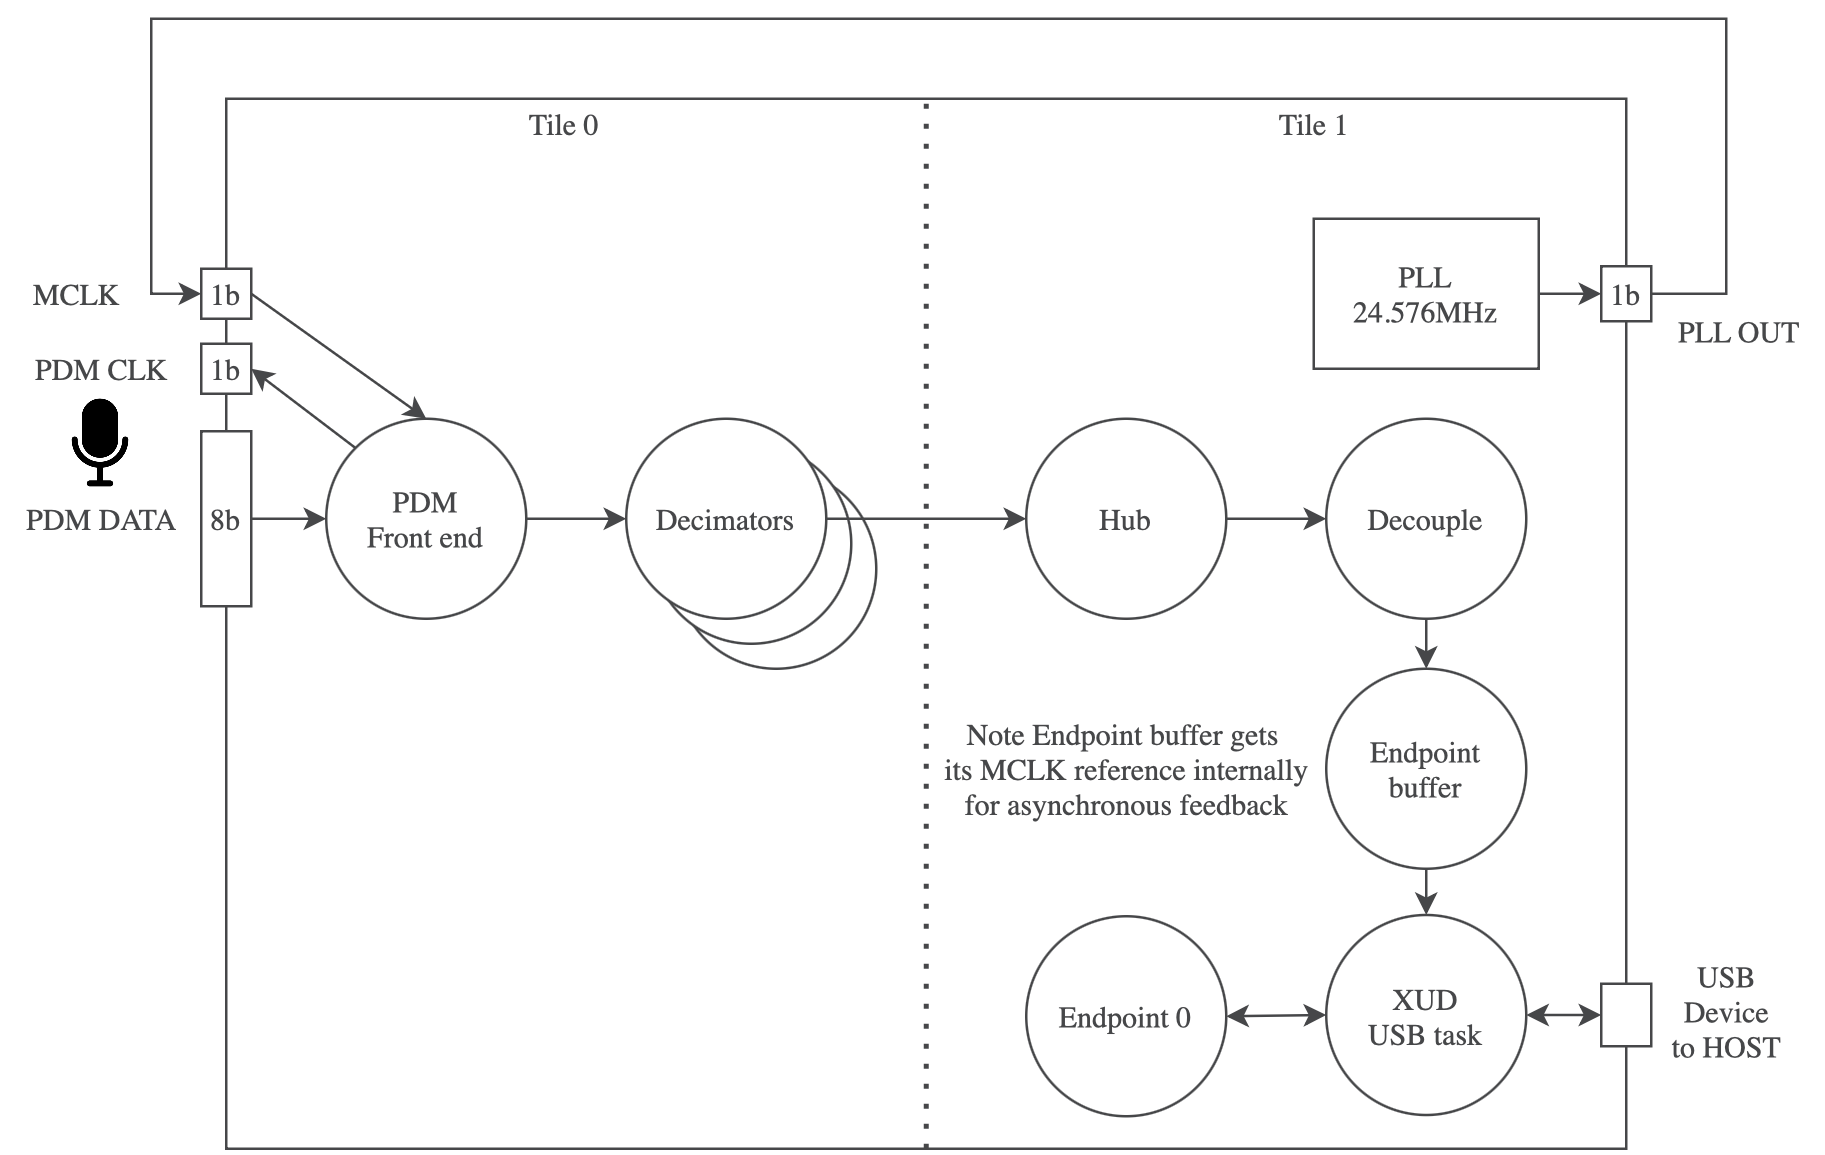 Tile 0
Tile 1
MCLK
1b
PLL
24.576MHz
1b
PLL OUT
PDM CLK
1b
PDM DATA
8b
PDM
Front end
Decimators
Hub
Decouple
Note Endpoint buffer gets
its MCLK reference internally
for asynchronous feedback
Endpoint
buffer
Endpoint 0
XUD
USB task
USB
Device
to HOST